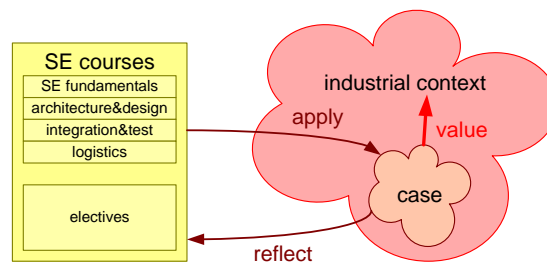 SE courses
SE fundamentals
architecture&design
integration&test
logistics
electives
apply
reflect
industrial context
value
case